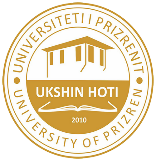 UNIVERSITETI I PRIZRENIT
UKSHIN HOTI
2010
UNIVERSITY OF PRIZREN